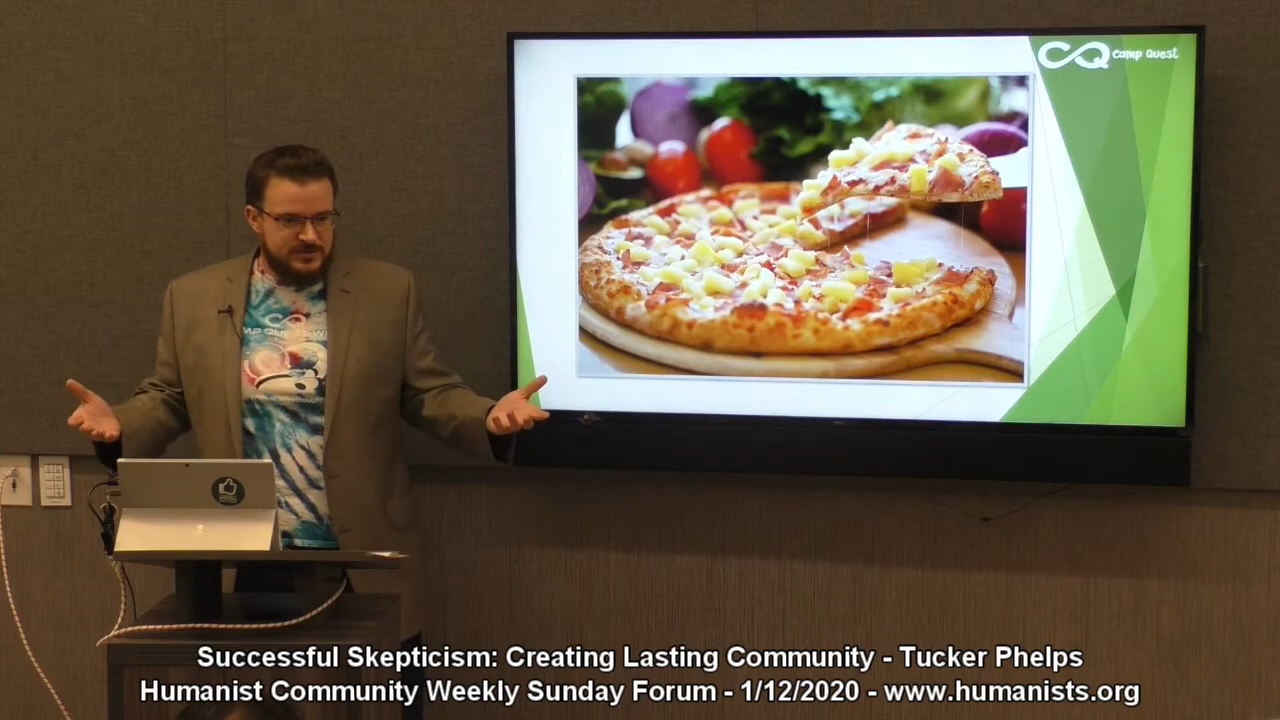 CQ camp Quest
Successful Skepticism: Creating Lasting Community - Tucker Phelps
Humanist Community Weekly Sunday Forum - 1/12/2020 - www.humanists.org